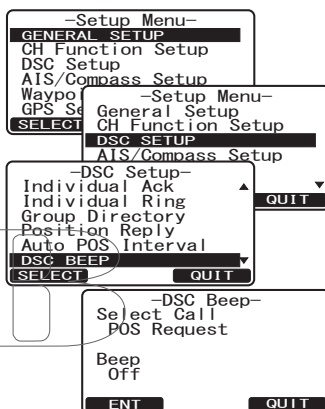 -Setup Menu-
GENERAL SETUP
CH Function Setup
DSC Setup
AIS/Compass Setup
GPS
SELECT
-Setup Menu-
General Setup
CH Function Setup
DSC SETUP
AIS/Compass Setup
QUIT
-DSC Setup-
Individual Ack
Individual Ring
Group Directory
Position Reply
Auto POS Interval
DSC BEEP
SELECT QUIT
-DSC Beep-
Select Call
POS Request
Beep
Off
ENT QUIT